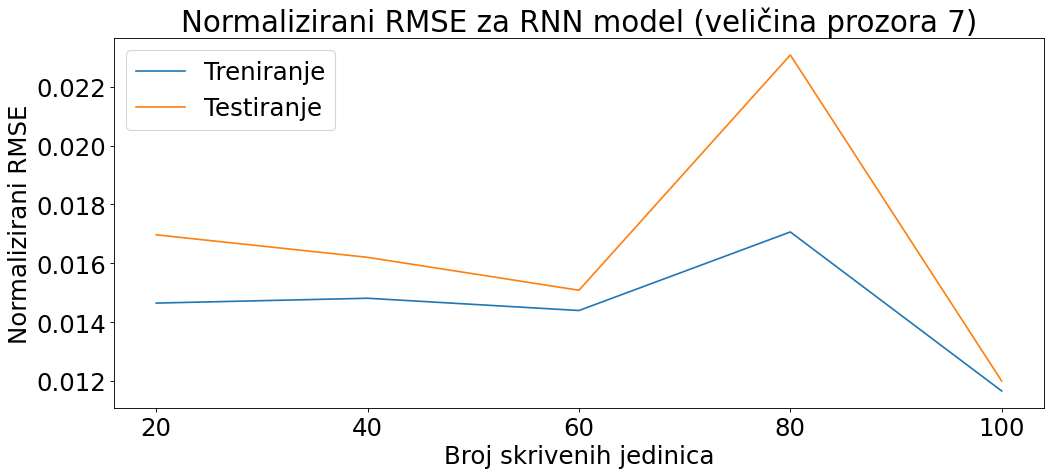 Normalizirani RMSE za RNN model (veličina prozora 7)
Treniranje
Testiranje
Normalizirani RMSE
0.022
0.020
0.018
0.016
0.014
0.012
20 40 60 80 100
Broj skrivenih jedinica